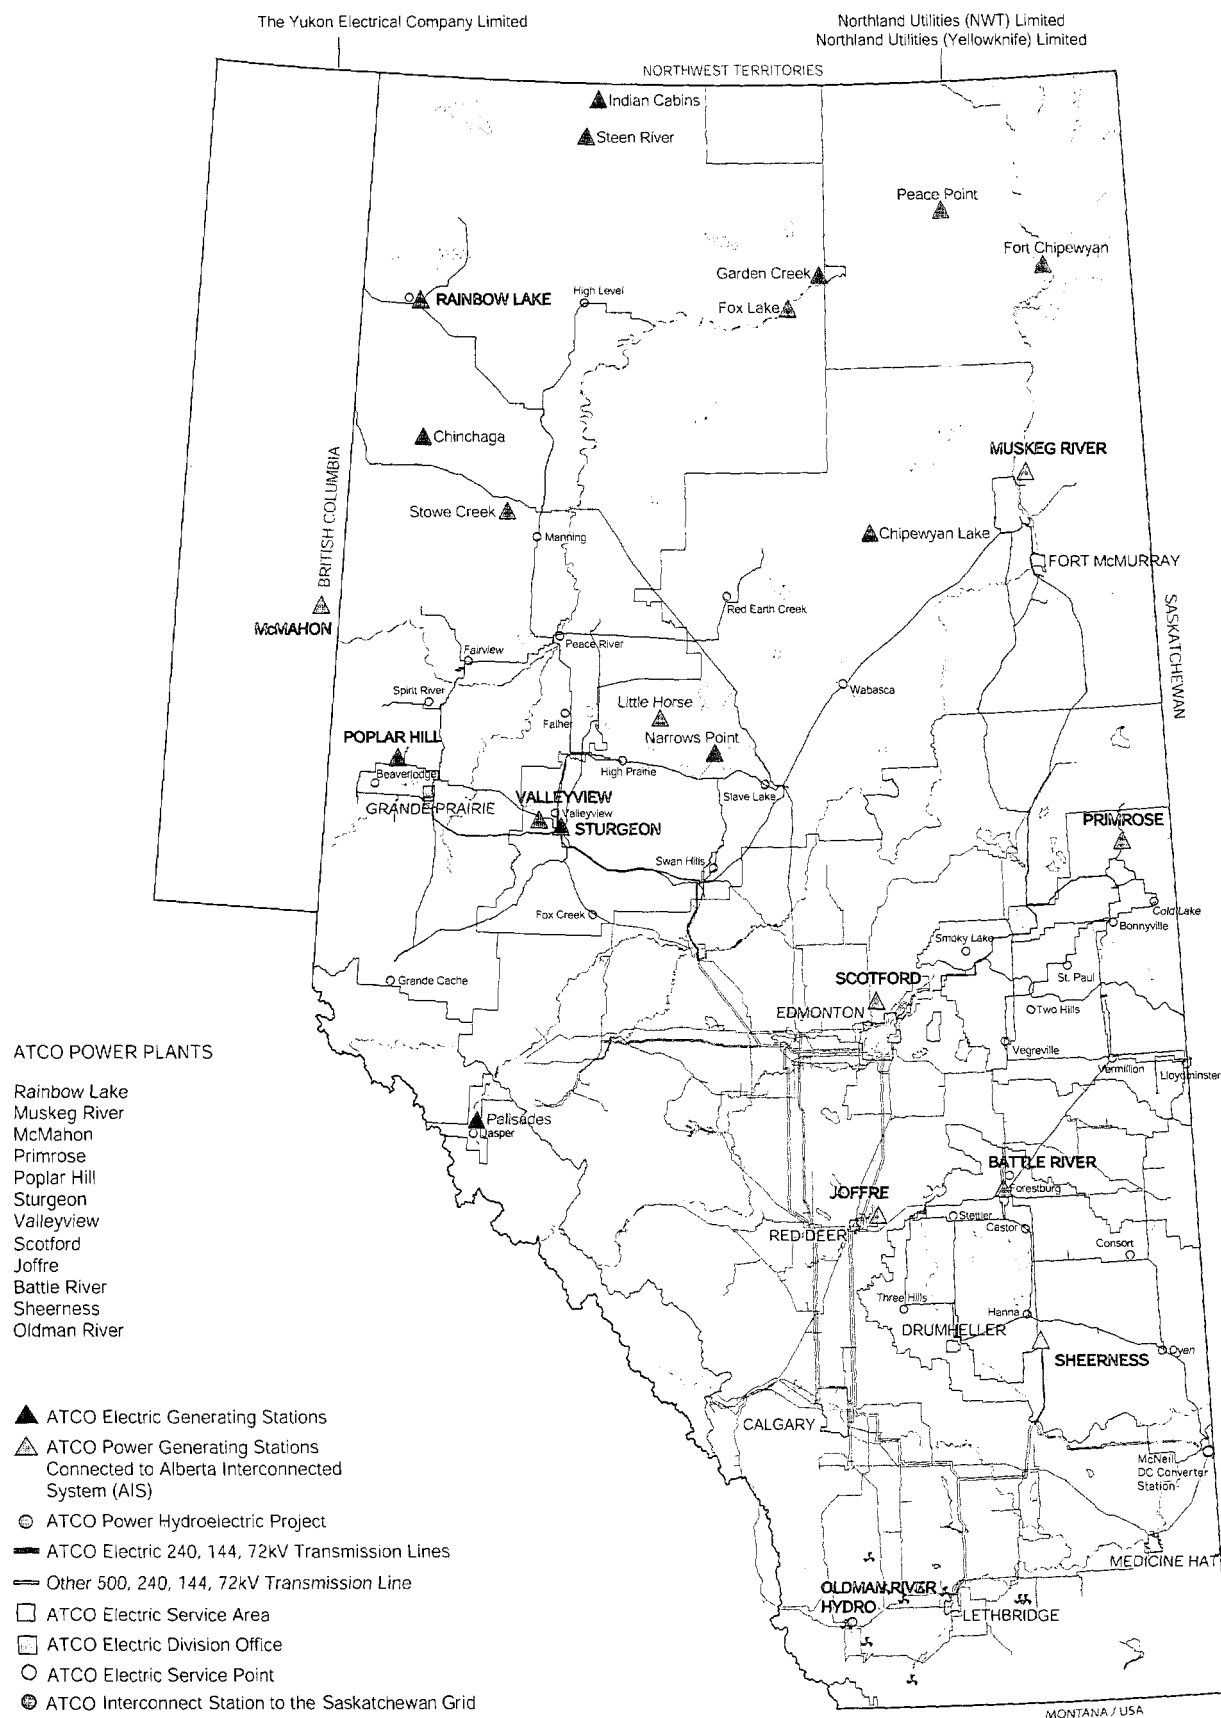 The Yukon Electrical Company Limited
Northland Utilities (NWT) Limited
Northland Utilities (Yellowknife) Limited
NORTHWEST TERRITORIES
Indian Cabins
Steen River
Peace Point
Fort Chipewyan
Garden Creek
Fox Lake
RAINBOW LAKE
High Level
Chinchaga
MUSKEG RIVER
BRITISH COLUMBIA
Stowe Creek
Manning
Chipewyan Lake
FORT McMURRAY
Red Earth Creek
McMAHON
SASKATCHEWAN
Peace River
Fairview
Spirit River
Wabasca
Little Horse
Falher
Narrows Point
POPLAR HILL
Beaverlodge
High Prairie
Slave Lake
GRANDE PRAIRIE
VALLEYVIEW
Valleyview
STURGEON
PRIMROSE
Swan Hills
Fox Creek
Cold Lake
Bonnyville
Smoky Lake
St. Paul
Grande Cache
SCOTFORD
EDMONTON
Two Hills
Vegreville
Vermilion
Lloydminster
ATCO POWER PLANTS
Rainbow Lake
Muskeg River
McMahon
Primrose
Poplar Hill
Sturgeon
Valleyview
Scotford
Joffre
Battle River
Sheerness
Oldman River
Palisades
Jasper
BATTLE RIVER
Forestburg
JOFFRE
RED DEER
Stettler
Castor
Consort
Three Hills
Hanna
DRUMHELLER
SHEERNESS
Oyen
CALGARY
McNeil
DC Converter
Station
MEDICINE HAT
OLDMAN RIVER
HYDRO
LETHBRIDGE
MONTANA / USA
ATCO Electric Generating Stations
ATCO Power Generating Stations
Connected to Alberta Interconnected
System (AIS)
ATCO Power Hydroelectric Project
ATCO Electric 240, 144, 72kV Transmission Lines
Other 500, 240, 144, 72kV Transmission Line
ATCO Electric Service Area
ATCO Electric Division Office
ATCO Electric Service Point
ATCO Interconnect Station to the Saskatchewan Grid